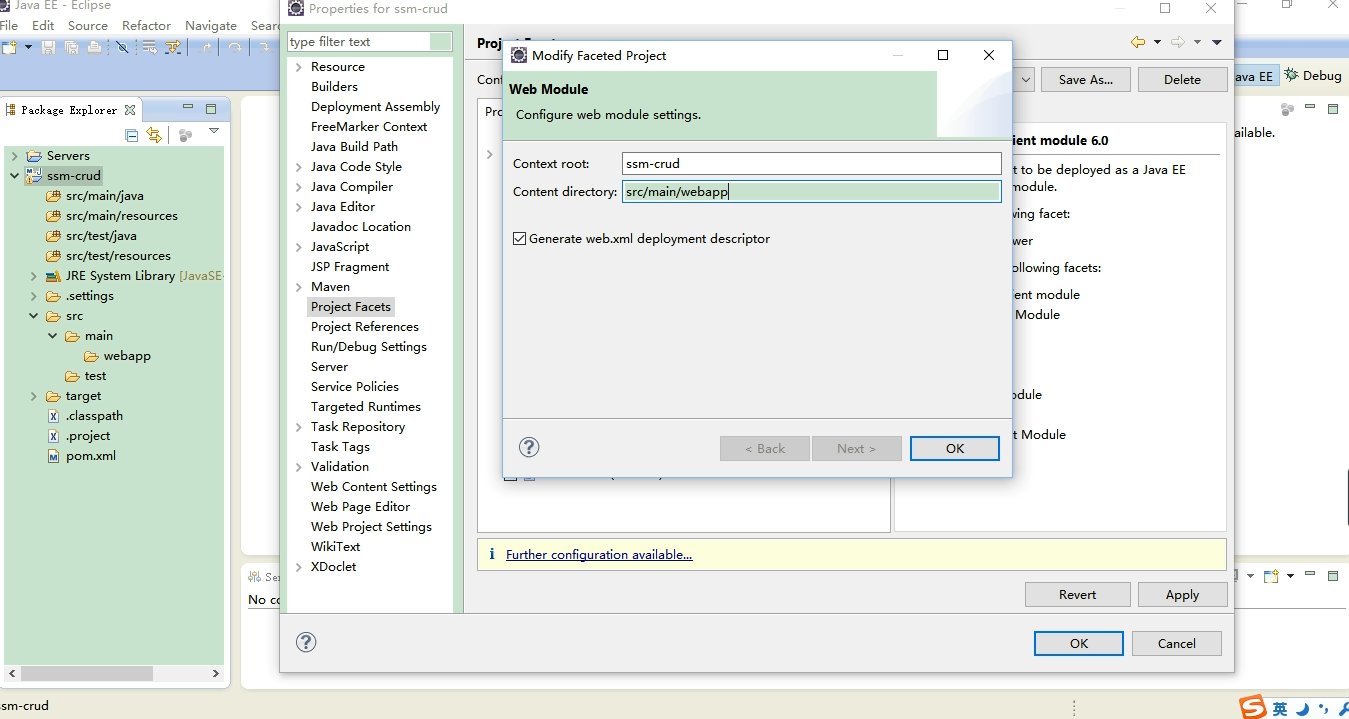 Java EE - Eclipse
File Edit Source Refactor Navigate Sear
Package Explorer
Servers
ssm-crud
src/main/java
src/main/resources
src/test/java
src/test/resources
JRE System Library [JavaSE-
.settings
src
main
webapp
test
target
.classpath
.project
pom.xml
Properties for ssm-crud
type filter text
Resource
Builders
Deployment Assembly
FreeMarker Context
Java Build Path
Java Code Style
Java Compiler
Java Editor
Javadoc Location
JavaScript
JSP Fragment
Maven
Project Facets
Project References
Run/Debug Settings
Server
Service Policies
Targeted Runtimes
Task Repository
Task Tags
Validation
Web Content Settings
Web Page Editor
Web Project Settings
WikiText
XDoclet
Save As...
Delete
Modify Faceted Project
Web Module
Configure web module settings.
Context root: ssm-crud
Content directory: src/main/webapp
Generate web.xml deployment descriptor
< Back
Next >
OK
ient module 6.0
t to be deployed as a Java EE
module.
ing facet:
wer
ollowing facets:
ent module
Module
odule
t Module
i Further configuration available...
Revert
Apply
OK
Cancel
ava EE
Debug
ailable.
No co
ssm-crud
S 英